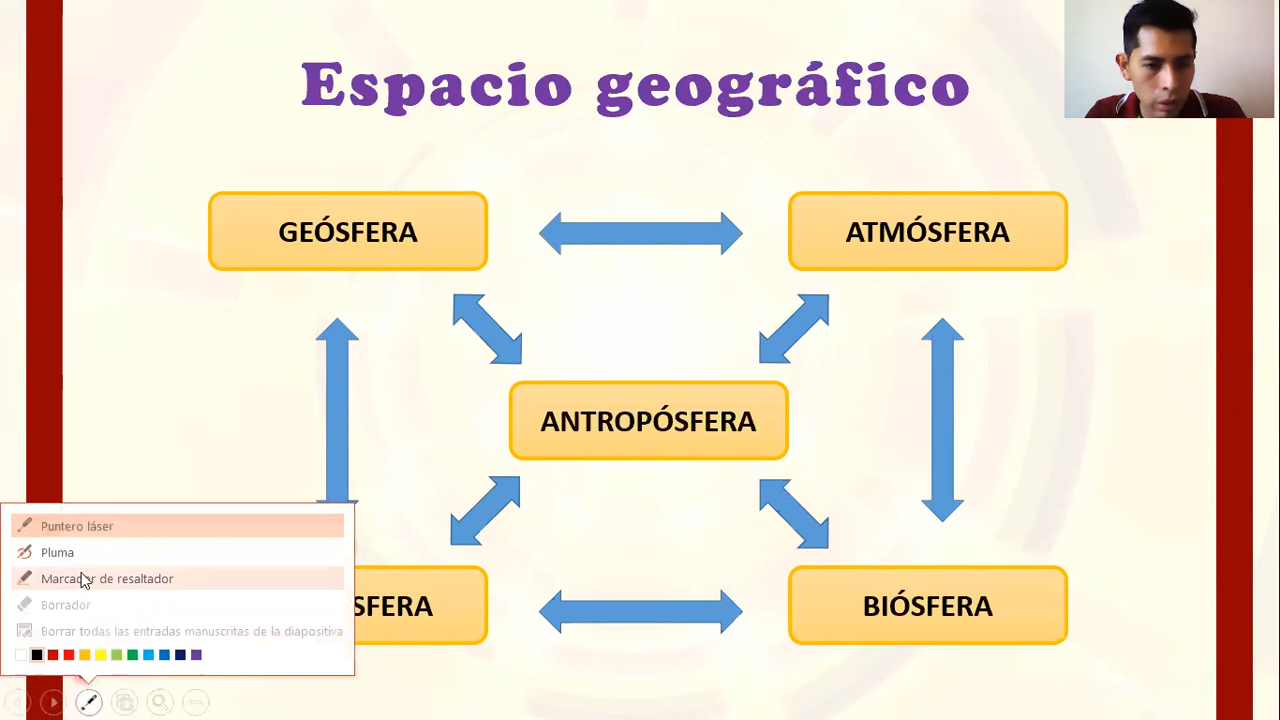 Espacio geográfico
GEÓSFERA
ATMÓSFERA
ANTROPÓSFERA
SFERA
BIÓSFERA
Puntero láser
Pluma
Marcador de resaltador
Borrador
Borrar todas las entradas manuscritas de la diapositiva